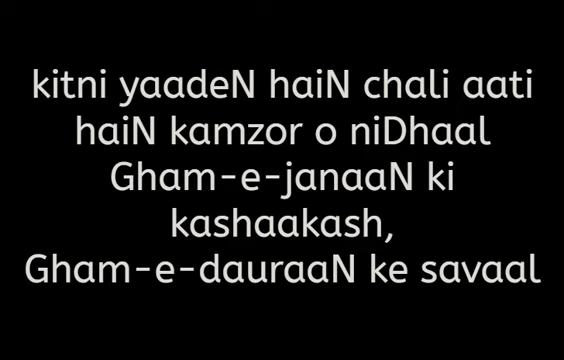 kitni yaadeN haiN chali aati
haiN kamzor o niDhaal
Gham-e-janaaN ki
kashaakash,
Gham-e-dauraaN ke savaal